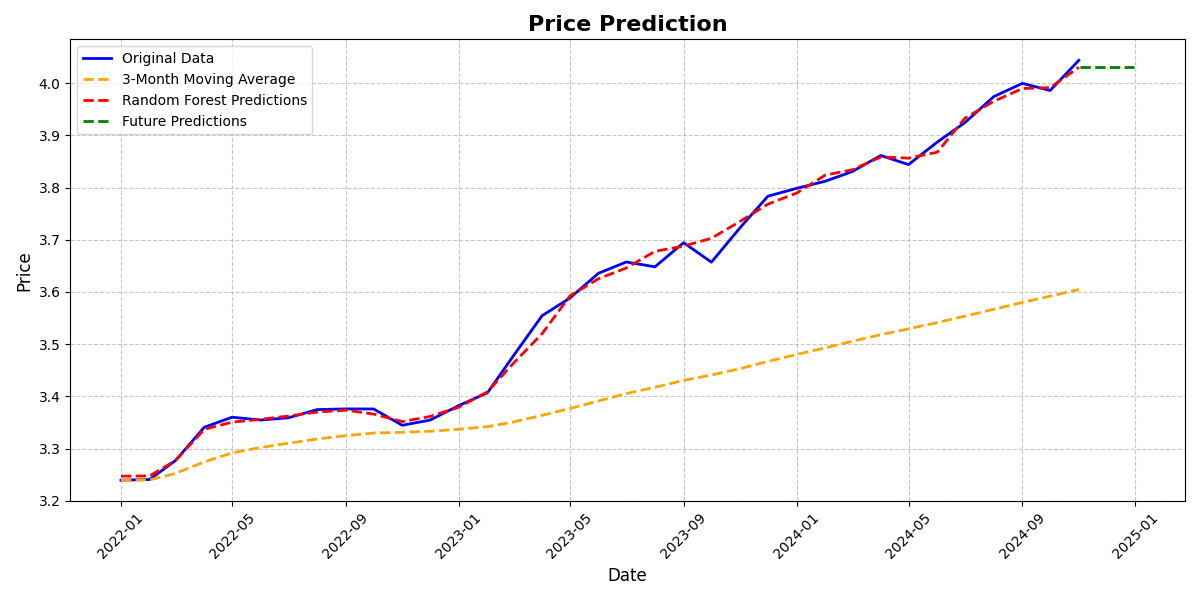 Price Prediction
Original Data
3-Month Moving Average
Random Forest Predictions
Future Predictions
Price
4.0
3.9
3.8
3.7
3.6
3.5
3.4
3.3
3.2
2022-01
2022-05
2022-09
2023-01
2023-05
2023-09
2024-01
2024-05
2024-09
2025-01
Date